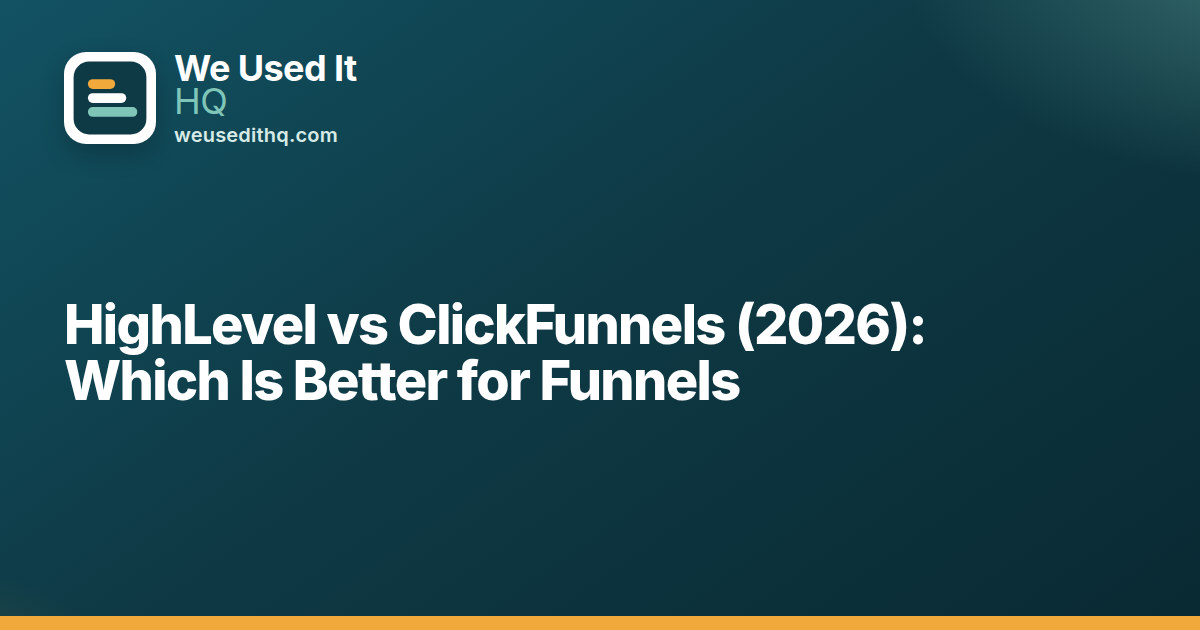 We Used It
HQ
weusedithq.com
HighLevel vs ClickFunnels (2026):
Which Is Better for Funnels